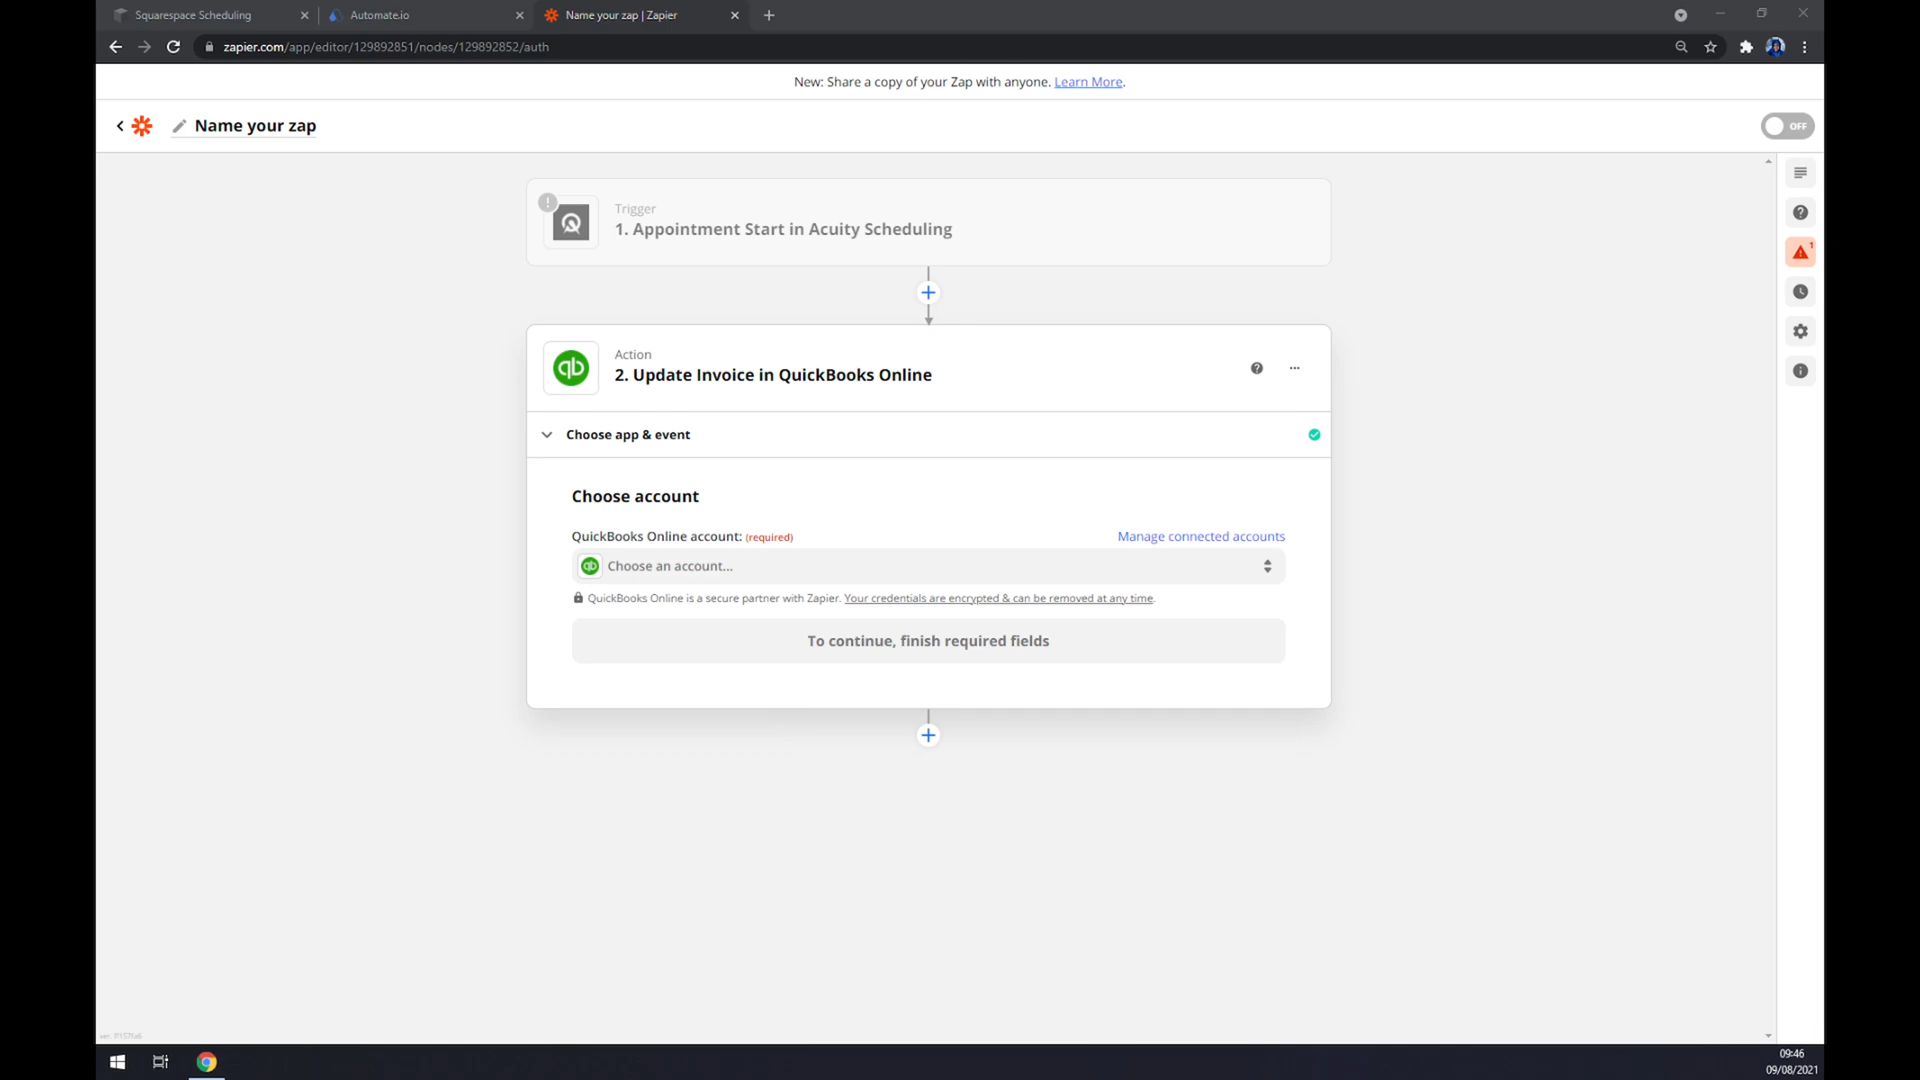 Squarespace Scheduling
Automate.io
Name your zap | Zapier
zapier.com/app/editor/129892851/nodes/129892852/auth
New: Share a copy of your Zap with anyone. Learn More.
Name your zap
OFF
Trigger
1. Appointment Start in Acuity Scheduling
1
Action
2. Update Invoice in QuickBooks Online
Choose app & event
Choose account
QuickBooks Online account: (required)
Manage connected accounts
qb Choose an account...
QuickBooks Online is a secure partner with Zapier. Your credentials are encrypted & can be removed at any time.
To continue, finish required fields
09:46
09/08/2021